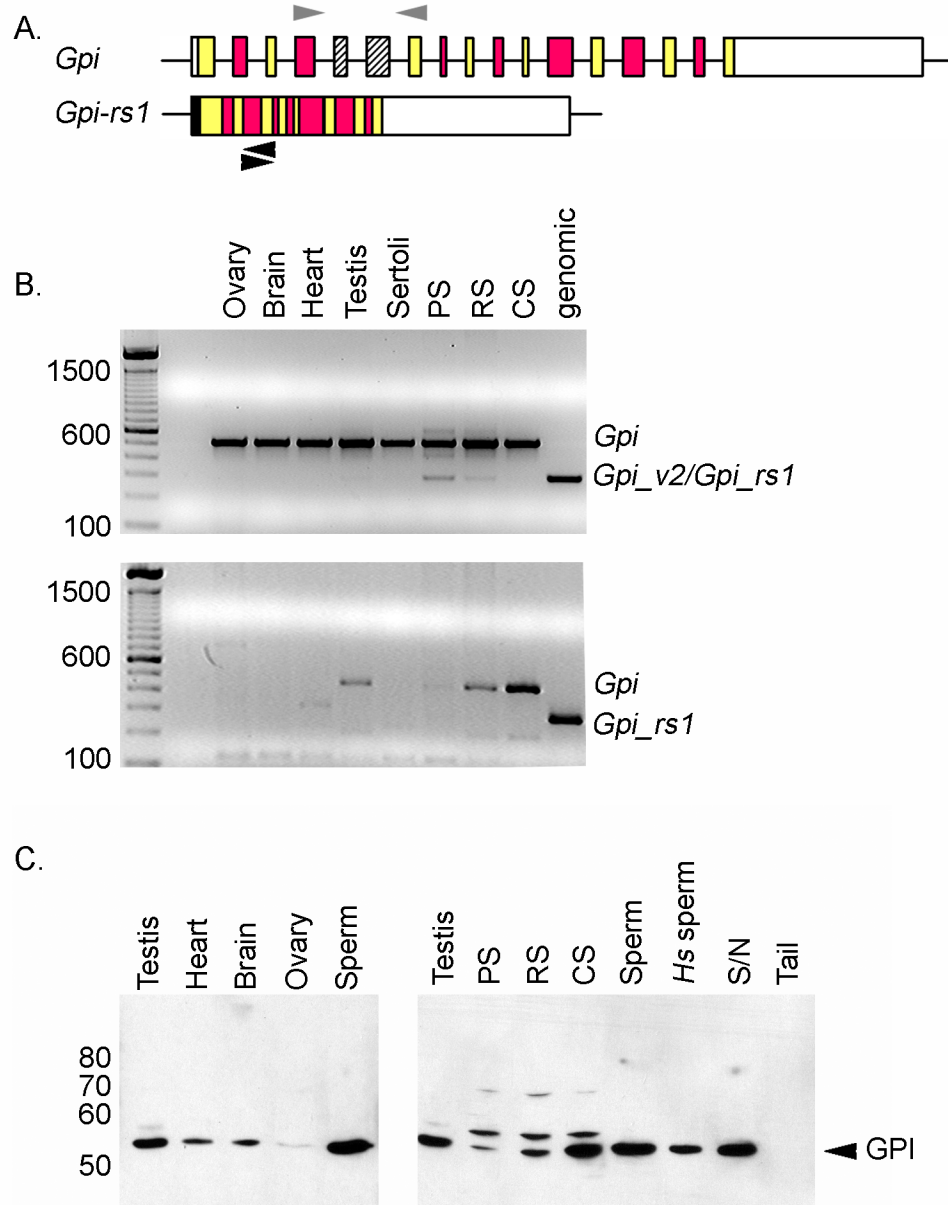 A.
Gpi
Gpi-rs1
B.
Ovary Brain Heart Testis Sertoli PS RS CS genomic
1500
600
100
Gpi
Gpi_v2/Gpi_rs1
1500
600
100
Gpi
Gpi_rs1
C.
Testis Heart Brain Ovary Sperm
Testis PS RS CS Sperm Hs sperm S/N Tail
80
70
60
50
GPI